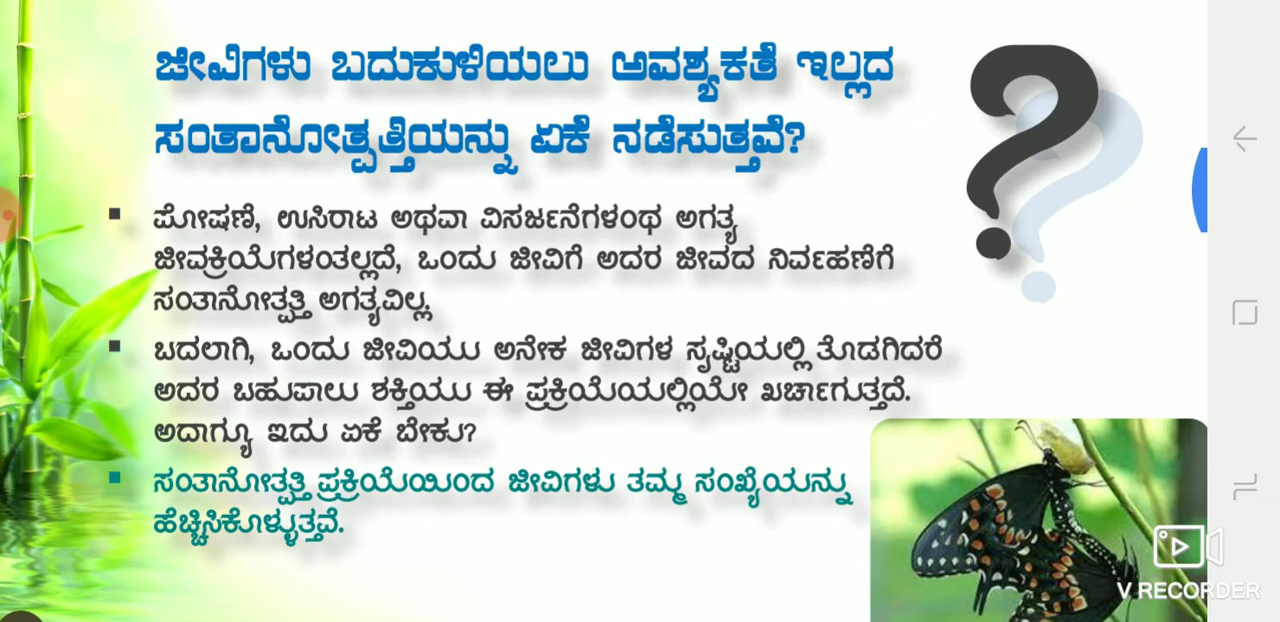 ಜೀವಿಗಳು ಬದುಕುಳಿಯಲು ಅವಶ್ಯಕತೆ ಇಲ್ಲದ
ಸಂತಾನೋತ್ಪತ್ತಿಯನ್ನು ಏಕೆ ನಡೆಸುತ್ತವೆ?
▪ ಪೋಷಣೆ, ಉಸಿರಾಟ ಅಥವಾ ವಿಸರ್ಜನೆಗಳಂಥ ಅಗತ್ಯ
ಜೀವಕ್ರಿಯೆಗಳಂತಲ್ಲದೆ, ಒಂದು ಜೀವಿಗೆ ಅದರ ಜೀವದ ನಿರ್ವಹಣೆಗೆ
ಸಂತಾನೋತ್ಪತ್ತಿ ಅಗತ್ಯವಿಲ್ಲ.
▪ ಬದಲಾಗಿ, ಒಂದು ಜೀವಿಯು ಅನೇಕ ಜೀವಿಗಳ ಸೃಷ್ಟಿಯಲ್ಲಿ ತೊಡಗಿದರೆ
ಅದರ ಬಹುಪಾಲು ಶಕ್ತಿಯು ಈ ಪ್ರಕ್ರಿಯೆಯಲ್ಲಿಯೇ ಖರ್ಚಾಗುತ್ತದೆ.
ಅದಾಗ್ಯೂ ಇದು ಏಕೆ ಬೇಕು?
▪ ಸಂತಾನೋತ್ಪತ್ತಿ ಪ್ರಕ್ರಿಯೆಯಿಂದ ಜೀವಿಗಳು ತಮ್ಮ ಸಂಖ್ಯೆಯನ್ನು
ಹೆಚ್ಚಿಸಿಕೊಳ್ಳುತ್ತವೆ.
?
V RECORDER